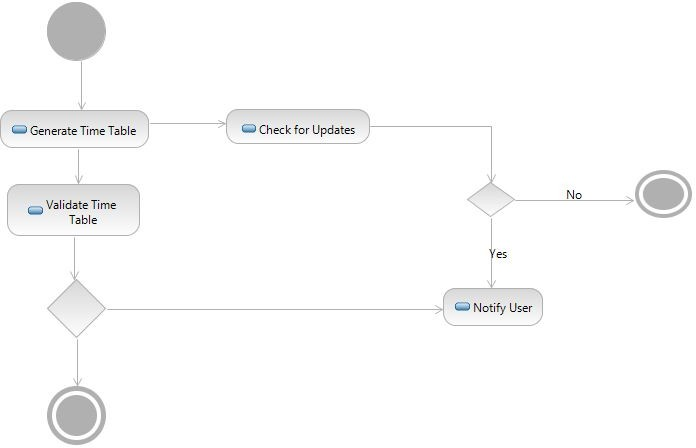 Generate Time Table
Check for Updates
Validate Time
Table
No
Yes
Notify User